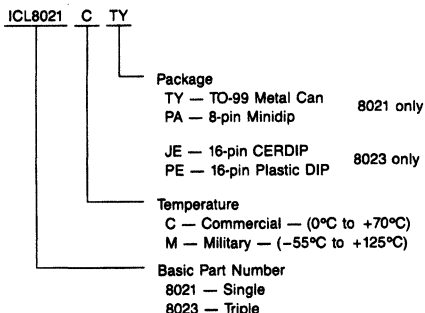 ICL8021 C TY
Package
TY — TO-99 Metal Can
PA — 8-pin Minidip
8021 only
JE — 16-pin CERDIP
PE — 16-pin Plastic DIP
8023 only
Temperature
C — Commercial — (0°C to +70°C)
M — Military — (−55°C to +125°C)
Basic Part Number
8021 — Single
8023 — Triple